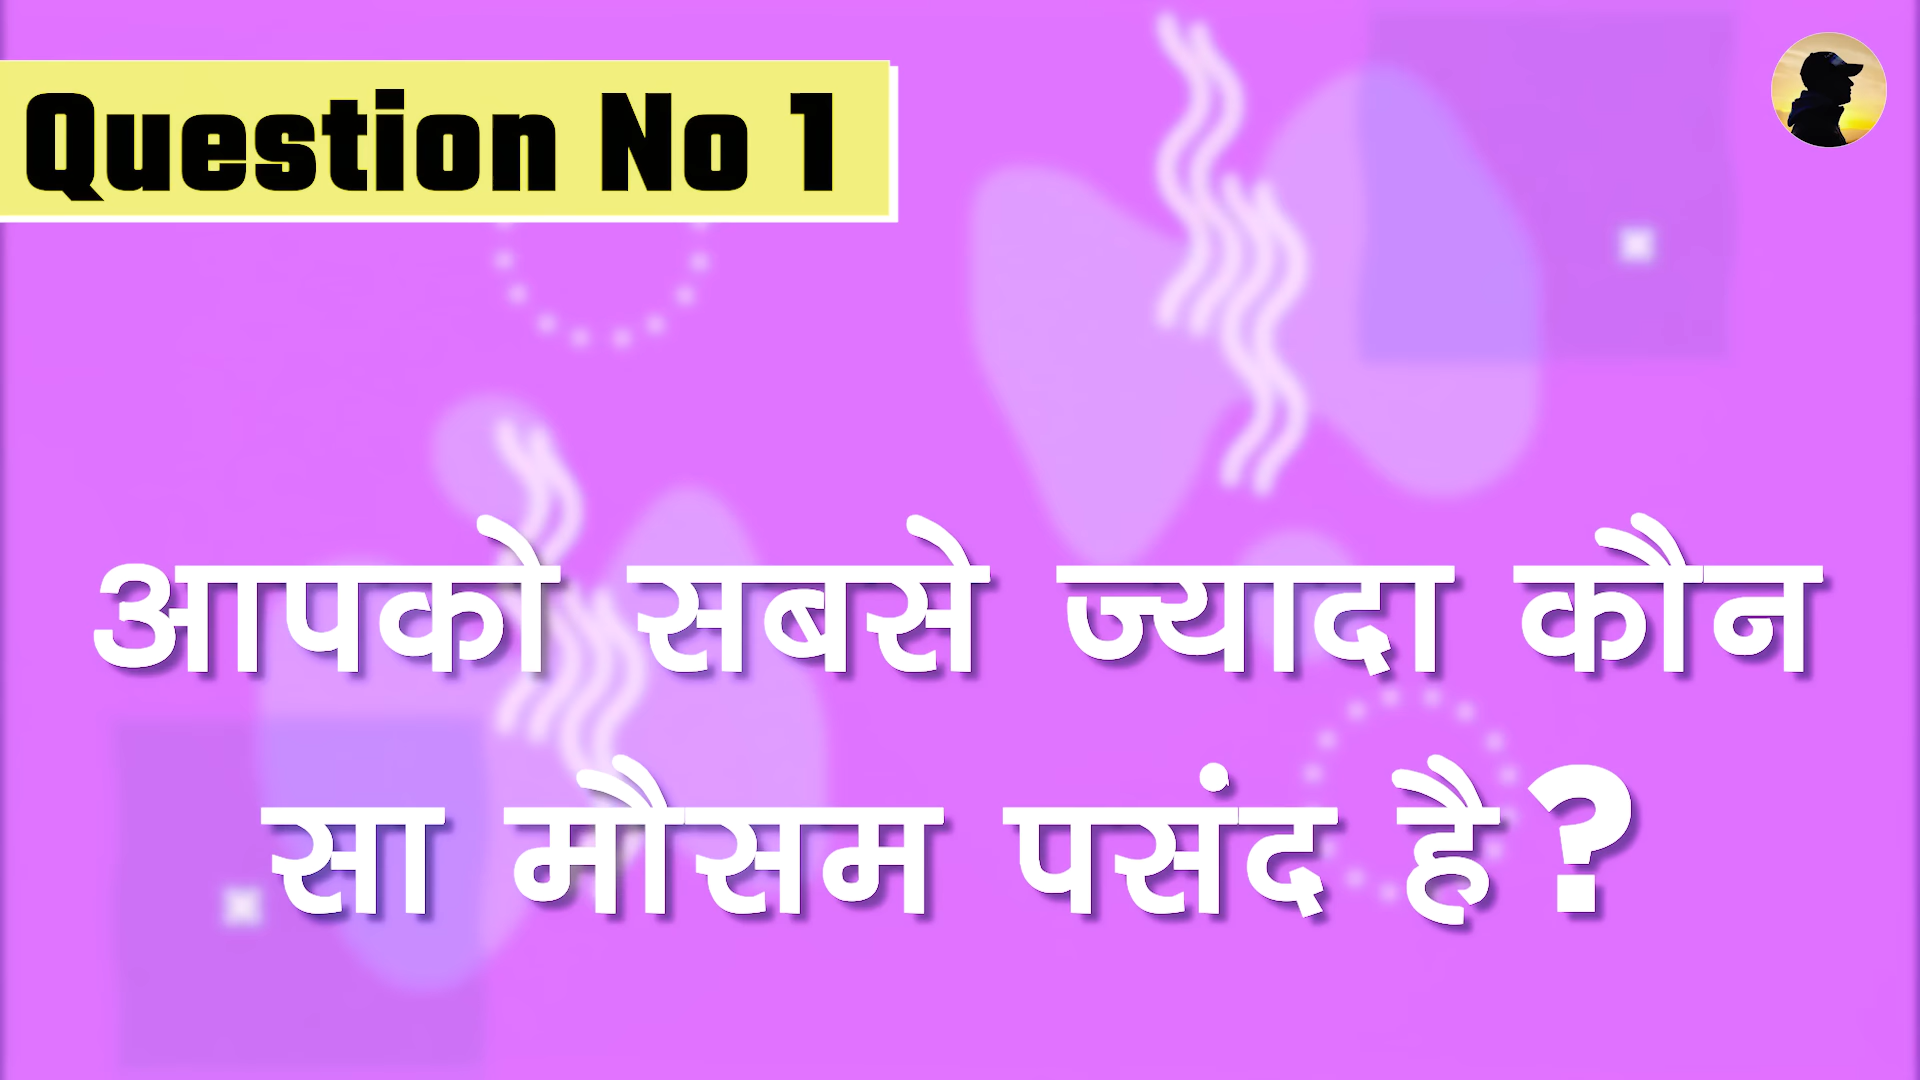 Question No 1
आपको सबसे ज्यादा कौन
सा मौसम पसंद है?